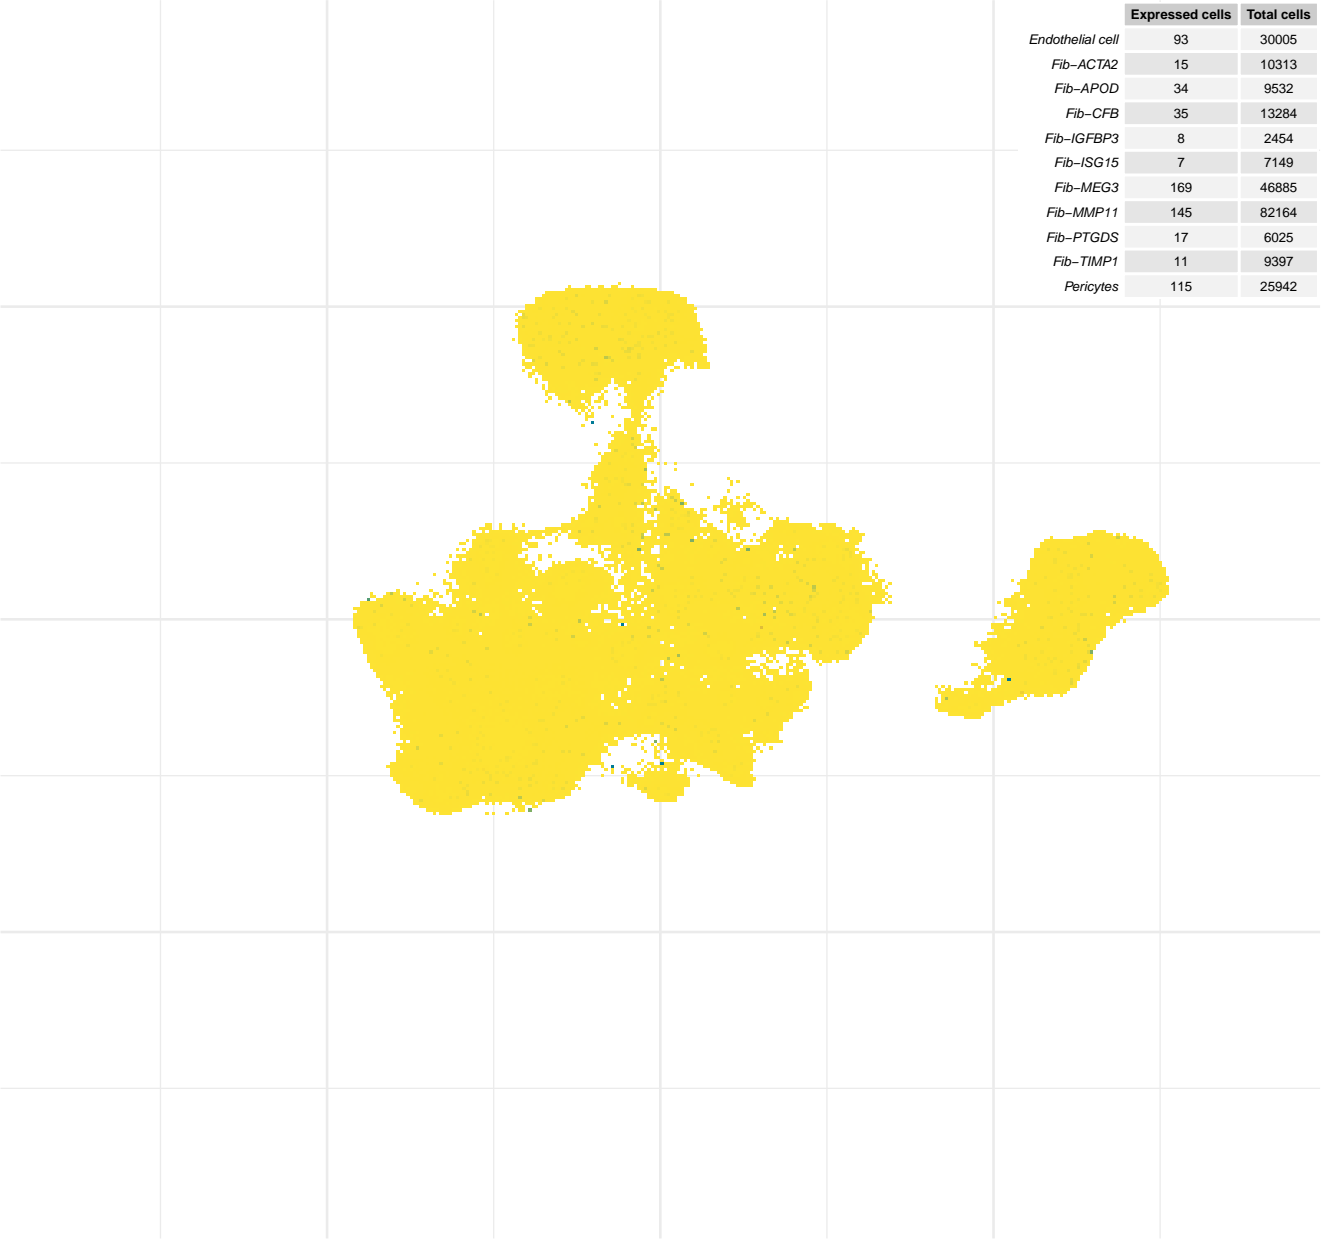 Expressed cells Total cells
Endothelial cell 93 30005
Fib−ACTA2 15 10313
Fib−APOD 34 9532
Fib−CFB 35 13284
Fib−IGFBP3 8 2454
Fib−ISG15 7 7149
Fib−MEG3 169 46885
Fib−MMP11 145 82164
Fib−PTGDS 17 6025
Fib−TIMP1 11 9397
Pericytes 115 25942